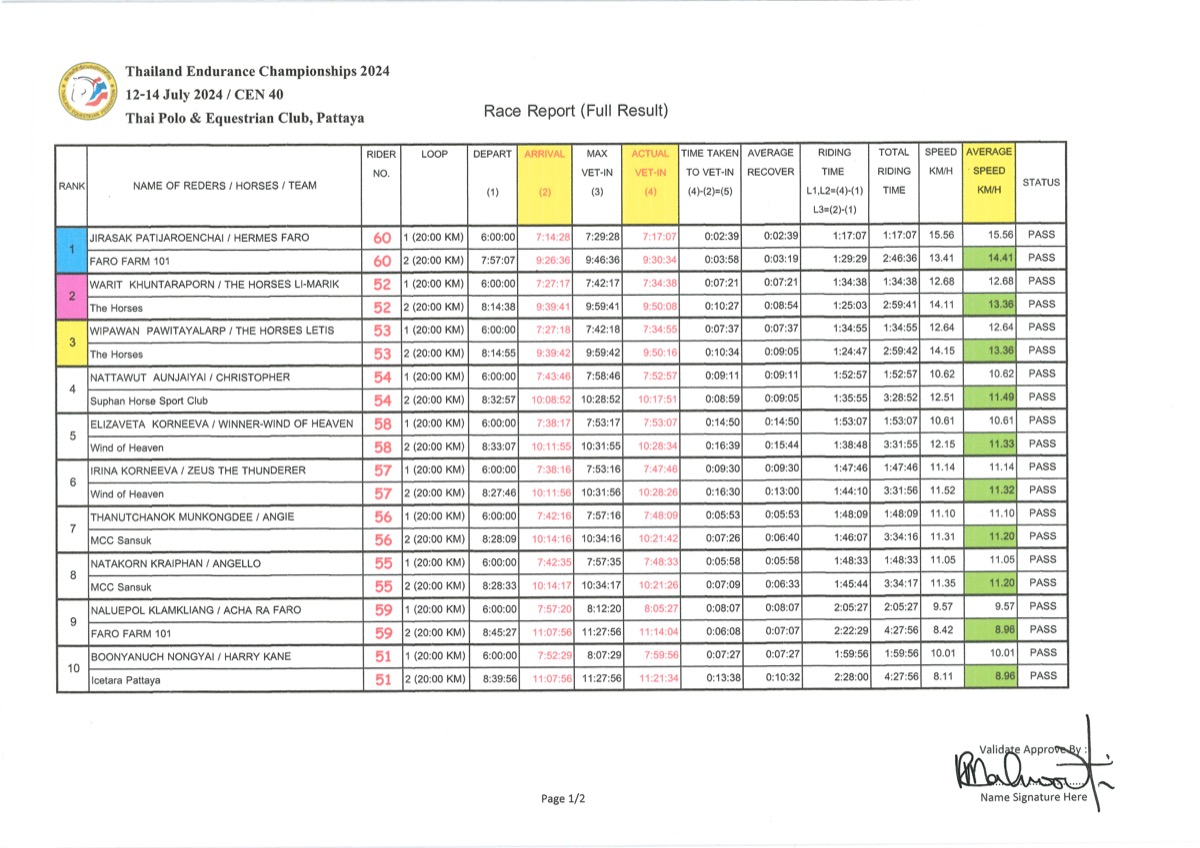 Thailand Endurance Championships 2024
12-14 July 2024 / CEN 40
Thai Polo & Equestrian Club, Pattaya
Race Report (Full Result)
RANK NAME OF REDERS / HORSES / TEAM RIDER NO. LOOP DEPART (1) ARRIVAL (2) MAX VET-IN (3) ACTUAL VET-IN (4) TIME TAKEN TO VET-IN (4)-(2)=(5) AVERAGE RECOVER RIDING TIME L1,L2=(4)-(1) L3=(2)-(1) TOTAL RIDING TIME SPEED KM/H AVERAGE SPEED KM/H STATUS
1 JIRASAK PATIJAROENCHAI / HERMES FARO 60 1 (20:00 KM) 6:00:00 7:14:28 7:29:28 7:17:07 0:02:39 0:02:39 1:17:07 1:17:07 15.56 15.56 PASS
FARO FARM 101 60 2 (20:00 KM) 7:57:07 9:26:36 9:46:36 9:30:34 0:03:58 0:03:19 1:29:29 2:46:36 13.41 14.41 PASS
2 WARIT KHUNTARAPORN / THE HORSES LI-MARIK 52 1 (20:00 KM) 6:00:00 7:27:17 7:42:17 7:34:38 0:07:21 0:07:21 1:34:38 1:34:38 12.68 12.68 PASS
The Horses 52 2 (20:00 KM) 8:14:38 9:39:41 9:59:41 9:50:08 0:10:27 0:08:54 1:25:03 2:59:41 14.11 13.36 PASS
3 WIPAWAN PAWITAYALARP / THE HORSES LETIS 53 1 (20:00 KM) 6:00:00 7:27:18 7:42:18 7:34:55 0:07:37 0:07:37 1:34:55 1:34:55 12.64 12.64 PASS
The Horses 53 2 (20:00 KM) 8:14:55 9:39:42 9:59:42 9:50:16 0:10:34 0:09:05 1:24:47 2:59:42 14.15 13.36 PASS
4 NATTAWUT AUNJAIYAI / CHRISTOPHER 54 1 (20:00 KM) 6:00:00 7:43:46 7:58:46 7:52:57 0:09:11 0:09:11 1:52:57 1:52:57 10.62 10.62 PASS
Suphan Horse Sport Club 54 2 (20:00 KM) 8:32:57 10:08:52 10:28:52 10:17:51 0:08:59 0:09:05 1:35:55 3:28:52 12.51 11.49 PASS
5 ELIZAVETA KORNEEVA / WINNER-WIND OF HEAVEN 58 1 (20:00 KM) 6:00:00 7:38:17 7:53:17 7:53:07 0:14:50 0:14:50 1:53:07 1:53:07 10.61 10.61 PASS
Wind of Heaven 58 2 (20:00 KM) 8:33:07 10:11:55 10:31:55 10:28:34 0:16:39 0:15:44 1:38:48 3:31:55 12.15 11.33 PASS
6 IRINA KORNEEVA / ZEUS THE THUNDERER 57 1 (20:00 KM) 6:00:00 7:38:16 7:53:16 7:47:46 0:09:30 0:09:30 1:47:46 1:47:46 11.14 11.14 PASS
Wind of Heaven 57 2 (20:00 KM) 8:27:46 10:11:56 10:31:56 10:28:26 0:16:30 0:13:00 1:44:10 3:31:56 11.52 11.32 PASS
7 THANUTCHANOK MUNKONGDEE / ANGIE 56 1 (20:00 KM) 6:00:00 7:42:16 7:57:16 7:48:09 0:05:53 0:05:53 1:48:09 1:48:09 11.10 11.10 PASS
MCC Sansuk 56 2 (20:00 KM) 8:28:09 10:14:16 10:34:16 10:21:42 0:07:26 0:06:40 1:46:07 3:34:16 11.31 11.20 PASS
8 NATAKORN KRAIPHAN / ANGELLO 55 1 (20:00 KM) 6:00:00 7:42:35 7:57:35 7:48:33 0:05:58 0:05:58 1:48:33 1:48:33 11.05 11.05 PASS
MCC Sansuk 55 2 (20:00 KM) 8:28:33 10:14:17 10:34:17 10:21:26 0:07:09 0:06:33 1:45:44 3:34:17 11.35 11.20 PASS
9 NALUEPOL KLAMKLIANG / ACHA RA FARO 59 1 (20:00 KM) 6:00:00 7:57:20 8:12:20 8:05:27 0:08:07 0:08:07 2:05:27 2:05:27 9.57 9.57 PASS
FARO FARM 101 59 2 (20:00 KM) 8:45:27 11:07:56 11:27:56 11:14:04 0:06:08 0:07:07 2:22:29 4:27:56 8.42 8.96 PASS
10 BOONYANUCH NONGYAI / HARRY KANE 51 1 (20:00 KM) 6:00:00 7:52:29 8:07:29 7:59:56 0:07:27 0:07:27 1:59:56 1:59:56 10.01 10.01 PASS
Icetara Pattaya 51 2 (20:00 KM) 8:39:56 11:07:56 11:27:56 11:21:34 0:13:38 0:10:32 2:28:00 4:27:56 8.11 8.96 PASS
Validate Approve By :
Name Signature Here
Page 1/2